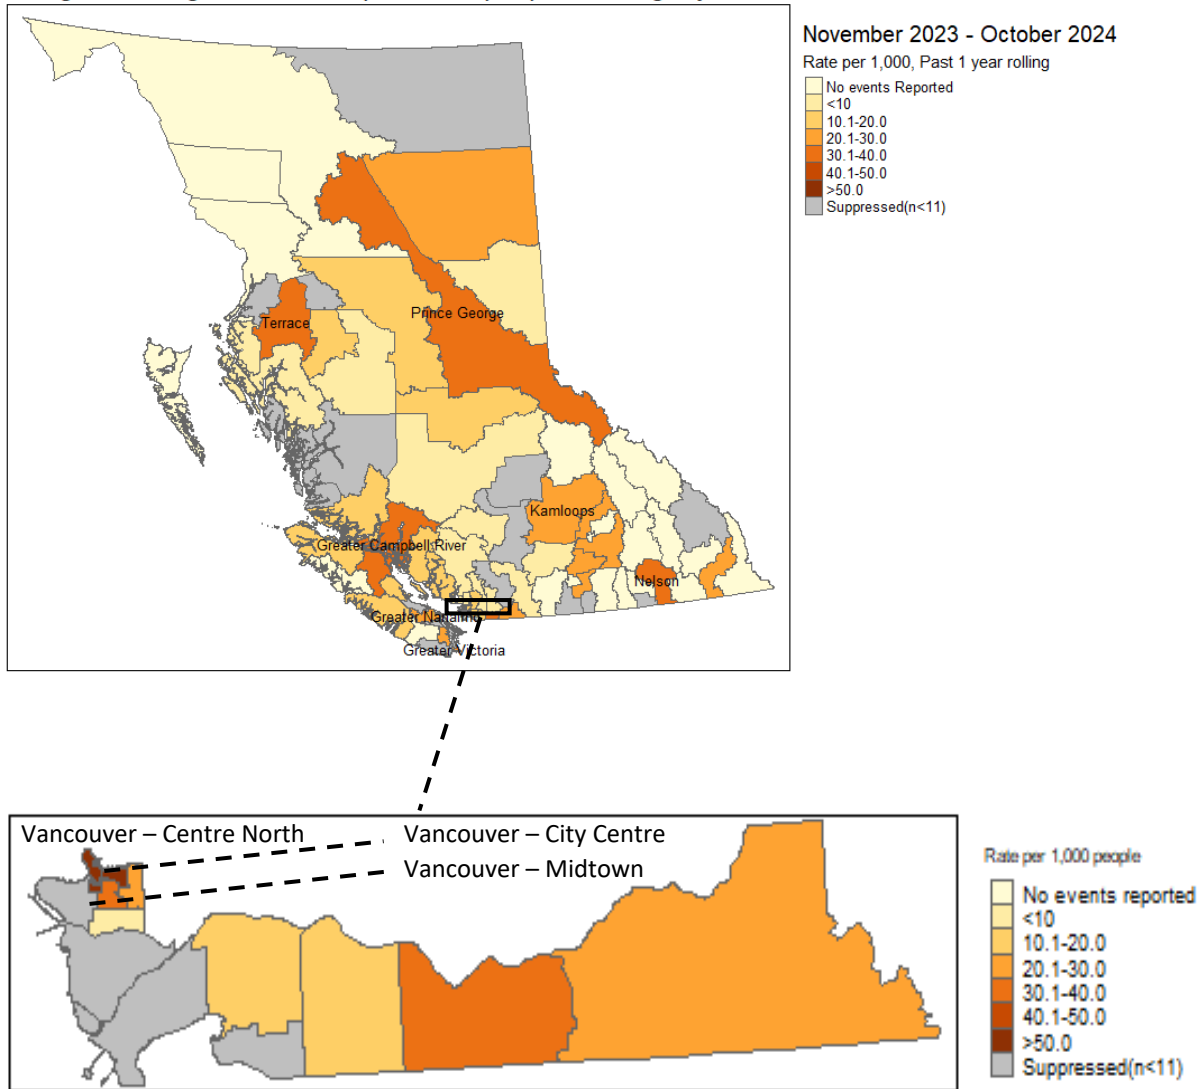 November 2023 - October 2024
Rate per 1,000, Past 1 year rolling
No events Reported
<10
10.1-20.0
20.1-30.0
30.1-40.0
40.1-50.0
>50.0
Suppressed(n<11)
Prince George
Terrace
Kamloops
Greater Campbell River
Nelson
Greater Nanaimo
Greater Victoria
Vancouver – Centre North
Vancouver – City Centre
Vancouver – Midtown
Rate per 1,000 people
No events reported
<10
10.1-20.0
20.1-30.0
30.1-40.0
40.1-50.0
>50.0
Suppressed(n<11)